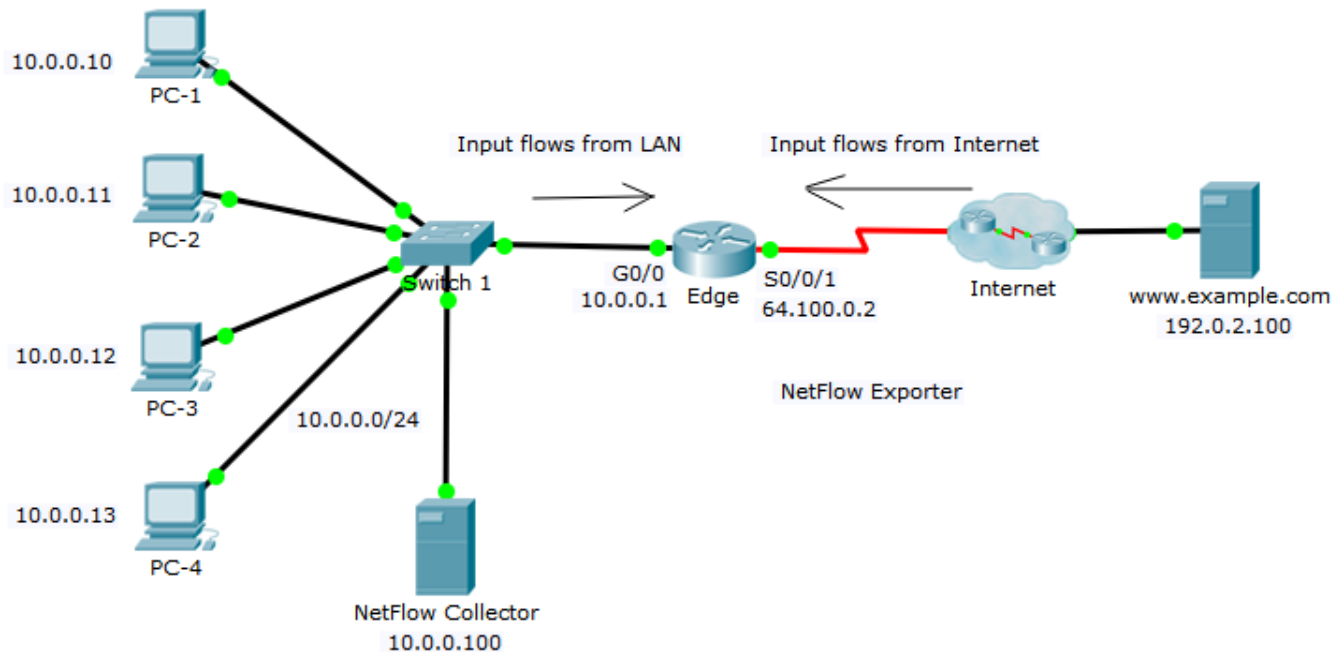 10.0.0.10
PC-1
Input flows from LAN
Input flows from Internet
10.0.0.11
PC-2
Switch 1
G0/0
10.0.0.1
Edge
S0/0/1
64.100.0.2
Internet
www.example.com
192.0.2.100
10.0.0.12
PC-3
NetFlow Exporter
10.0.0.0/24
10.0.0.13
PC-4
NetFlow Collector
10.0.0.100